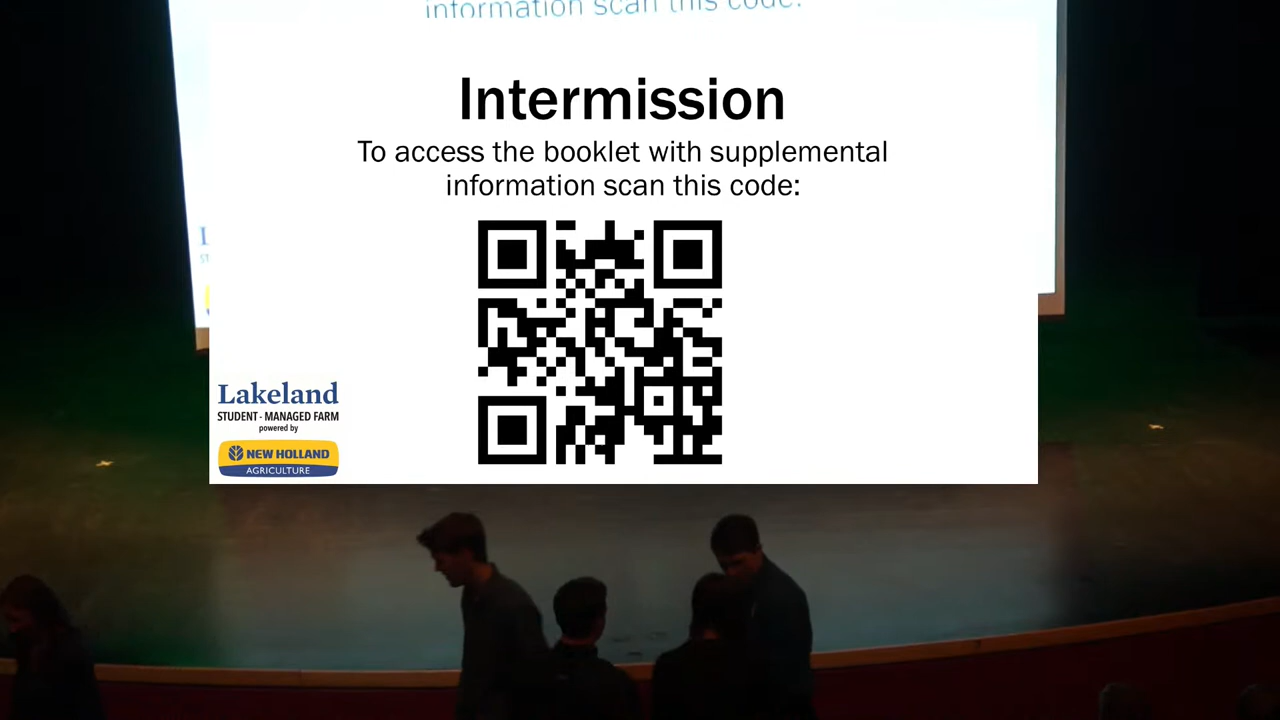 information scan this code:
Intermission
To access the booklet with supplemental
information scan this code:
Lakeland
STUDENT - MANAGED FARM
powered by
NEW HOLLAND
AGRICULTURE